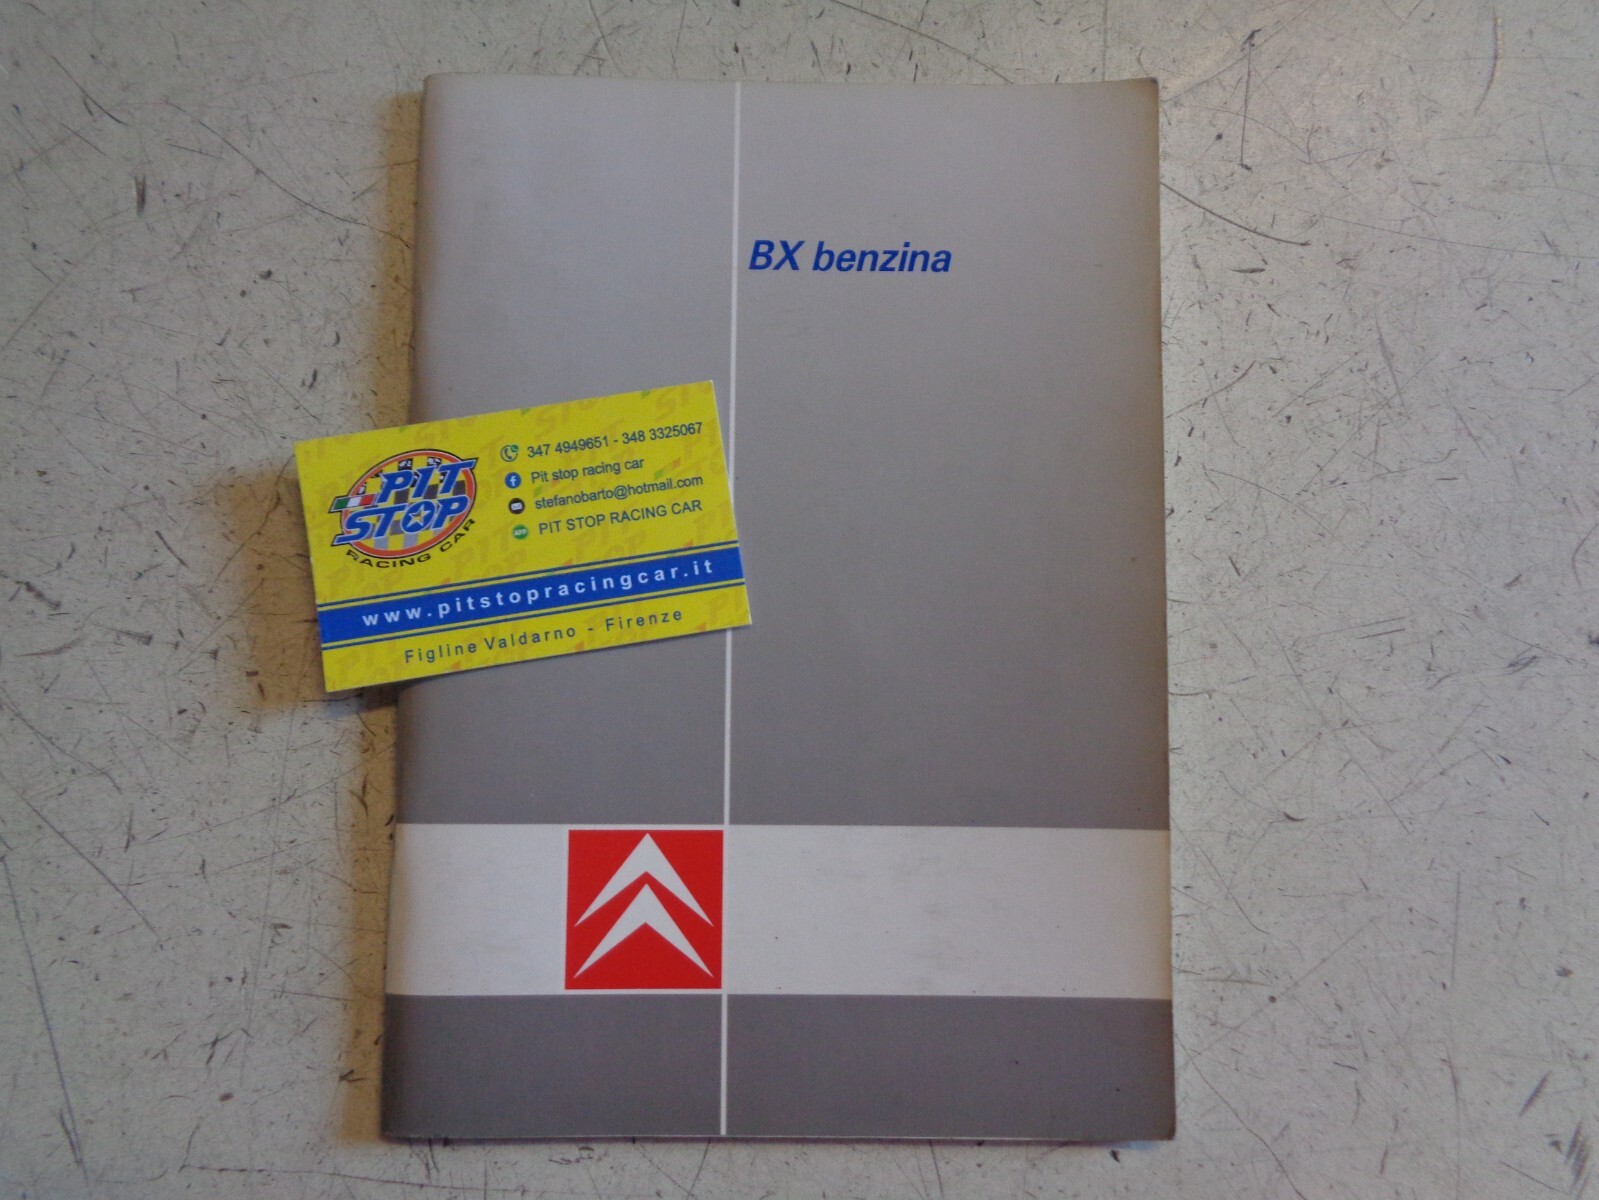 BX benzina
PIT
STOP
RACING CAR
347 4949651 - 348 3325067
Pit stop racing car
stefanobarto@hotmail.com
APP PIT STOP RACING CAR
www.pitstopracingcar.it
Figline Valdarno - Firenze